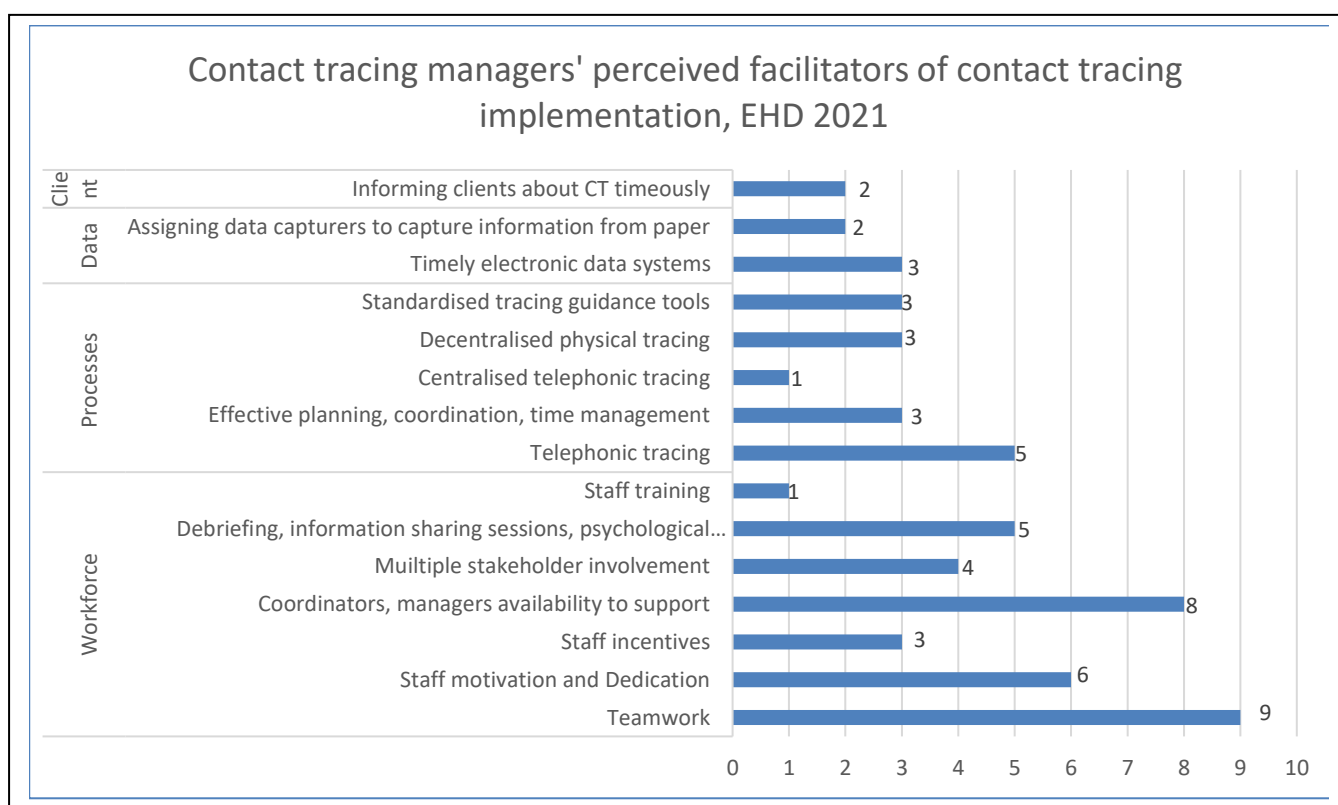 Contact tracing managers' perceived facilitators of contact tracing
implementation, EHD 2021
Clie
nt
Informing clients about CT timeously
2
Data
Assigning data capturers to capture information from paper
2
Timely electronic data systems
3
Processes
Standardised tracing guidance tools
3
Decentralised physical tracing
3
Centralised telephonic tracing
1
Effective planning, coordination, time management
3
Telephonic tracing
5
Workforce
Staff training
1
Debriefing, information sharing sessions, psychological…
5
Muiltiple stakeholder involvement
4
Coordinators, managers availability to support
8
Staff incentives
3
Staff motivation and Dedication
6
Teamwork
9
0 1 2 3 4 5 6 7 8 9 10